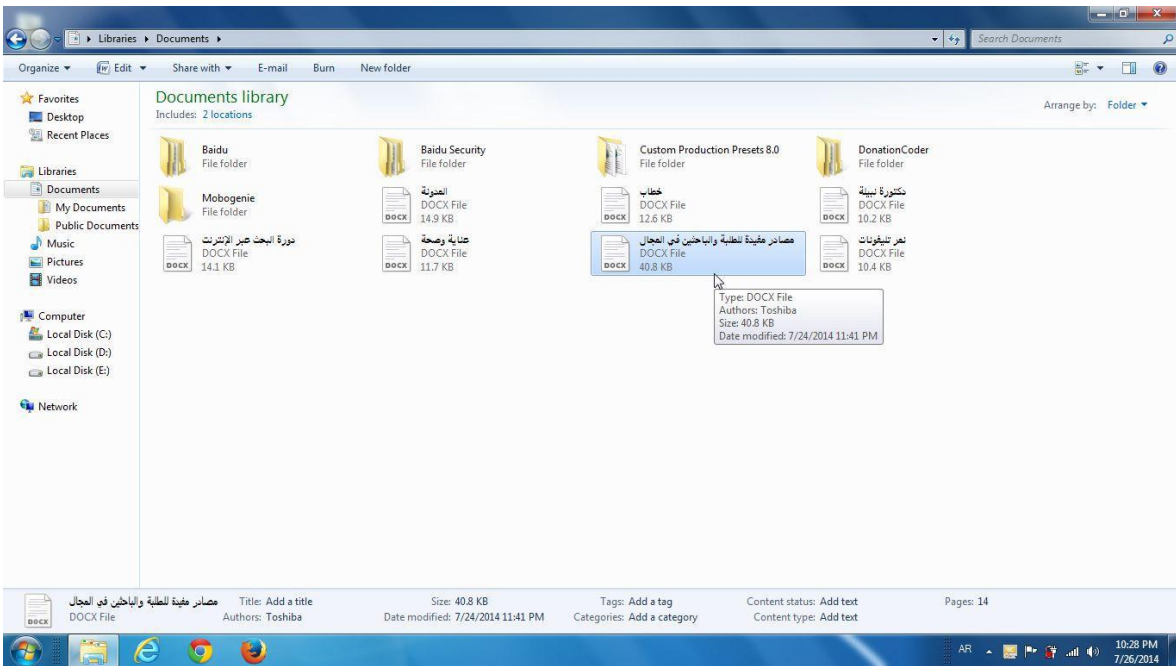 Libraries ▸ Documents ▸
Search Documents
Organize ▾ Edit ▾ Share with ▾ E-mail Burn New folder
Favorites
Desktop
Recent Places
Libraries
Documents
My Documents
Public Documents
Music
Pictures
Videos
Computer
Local Disk (C:)
Local Disk (D:)
Local Disk (E:)
Network
Documents library
Includes: 2 locations
Arrange by: Folder ▾
Baidu
File folder
Baidu Security
File folder
Custom Production Presets 8.0
File folder
DonationCoder
File folder
Mobogenie
File folder
المدونة
DOCX File
14.9 KB
خطاب
DOCX File
12.6 KB
دكتورة نبيلة
DOCX File
10.2 KB
دورة البحث عبر الإنترنت
DOCX File
14.1 KB
عناية وصحة
DOCX File
11.7 KB
مصادر مفيدة للطلبة والباحثين في المجال
DOCX File
40.8 KB
نمر تليفونات
DOCX File
10.4 KB
Type: DOCX File
Authors: Toshiba
Size: 40.8 KB
Date modified: 7/24/2014 11:41 PM
مصادر مفيدة للطلبة والباحثين في المجال Title: Add a title Size: 40.8 KB Tags: Add a tag Content status: Add text Pages: 14
DOCX File Authors: Toshiba Date modified: 7/24/2014 11:41 PM Categories: Add a category Content type: Add text
AR
10:28 PM
7/26/2014